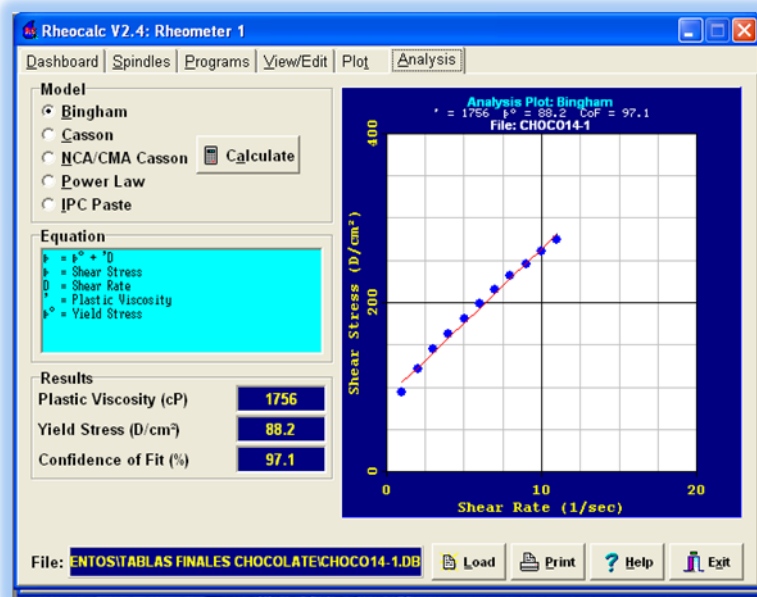 Rheocalc V2.4: Rheometer 1
Dashboard Spindles Programs View/Edit Plot Analysis
Model
Bingham
Casson
NCA/CMA Casson
Power Law
IPC Paste
Calculate
Equation
= Shear Stress
D = Shear Rate
' = Plastic Viscosity
= Yield Stress
Results
Plastic Viscosity (cP) 1756
Yield Stress (D/cm²) 88.2
Confidence of Fit (%) 97.1
Analysis Plot: Bingham
' = 1756 = 88.2 CoF = 97.1
File: CHOCO14-1
400
200
0
Shear Stress (D/cm²)
0 10 20
Shear Rate (1/sec)
File: ENTOS\TABLAS FINALES CHOCOLATE\CHOCO14-1.DB
Load Print Help Exit